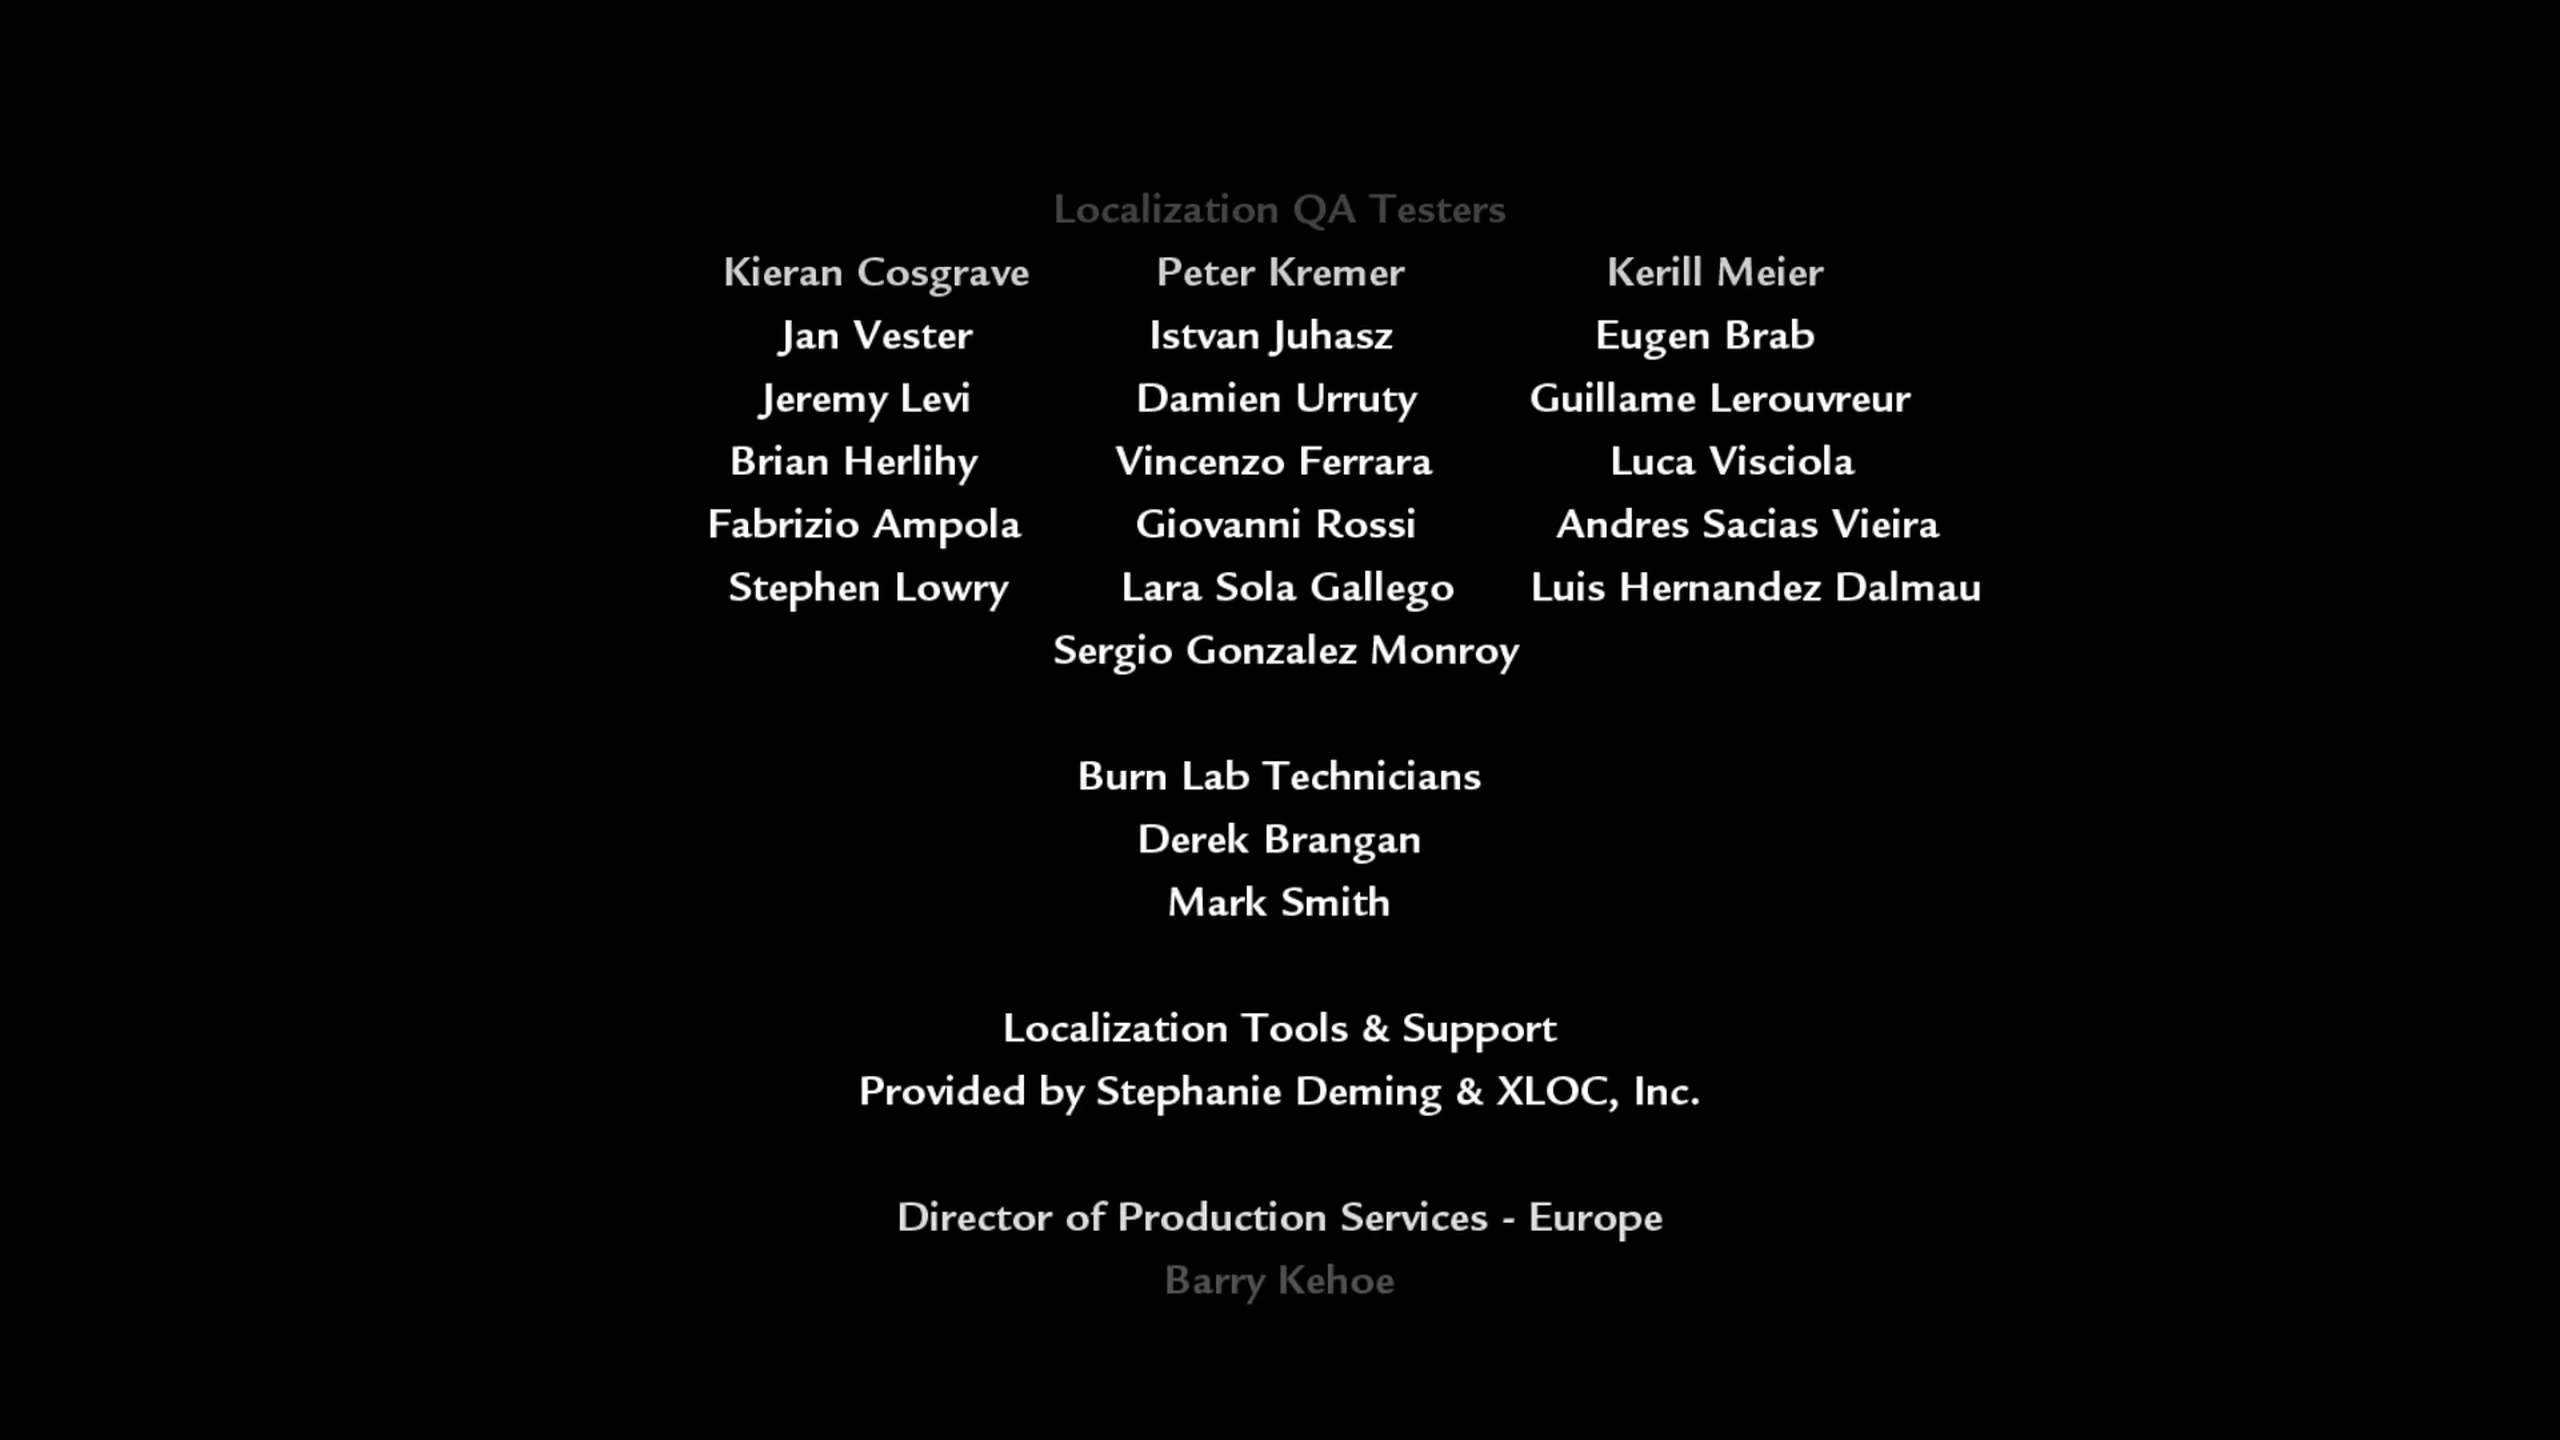 Localization QA Testers
Kieran Cosgrave Peter Kremer Kerill Meier
Jan Vester Istvan Juhasz Eugen Brab
Jeremy Levi Damien Urruty Guillame Lerouvreur
Brian Herlihy Vincenzo Ferrara Luca Visciola
Fabrizio Ampola Giovanni Rossi Andres Sacias Vieira
Stephen Lowry Lara Sola Gallego Luis Hernandez Dalmau
Sergio Gonzalez Monroy
Burn Lab Technicians
Derek Brangan
Mark Smith
Localization Tools & Support
Provided by Stephanie Deming & XLOC, Inc.
Director of Production Services - Europe
Barry Kehoe